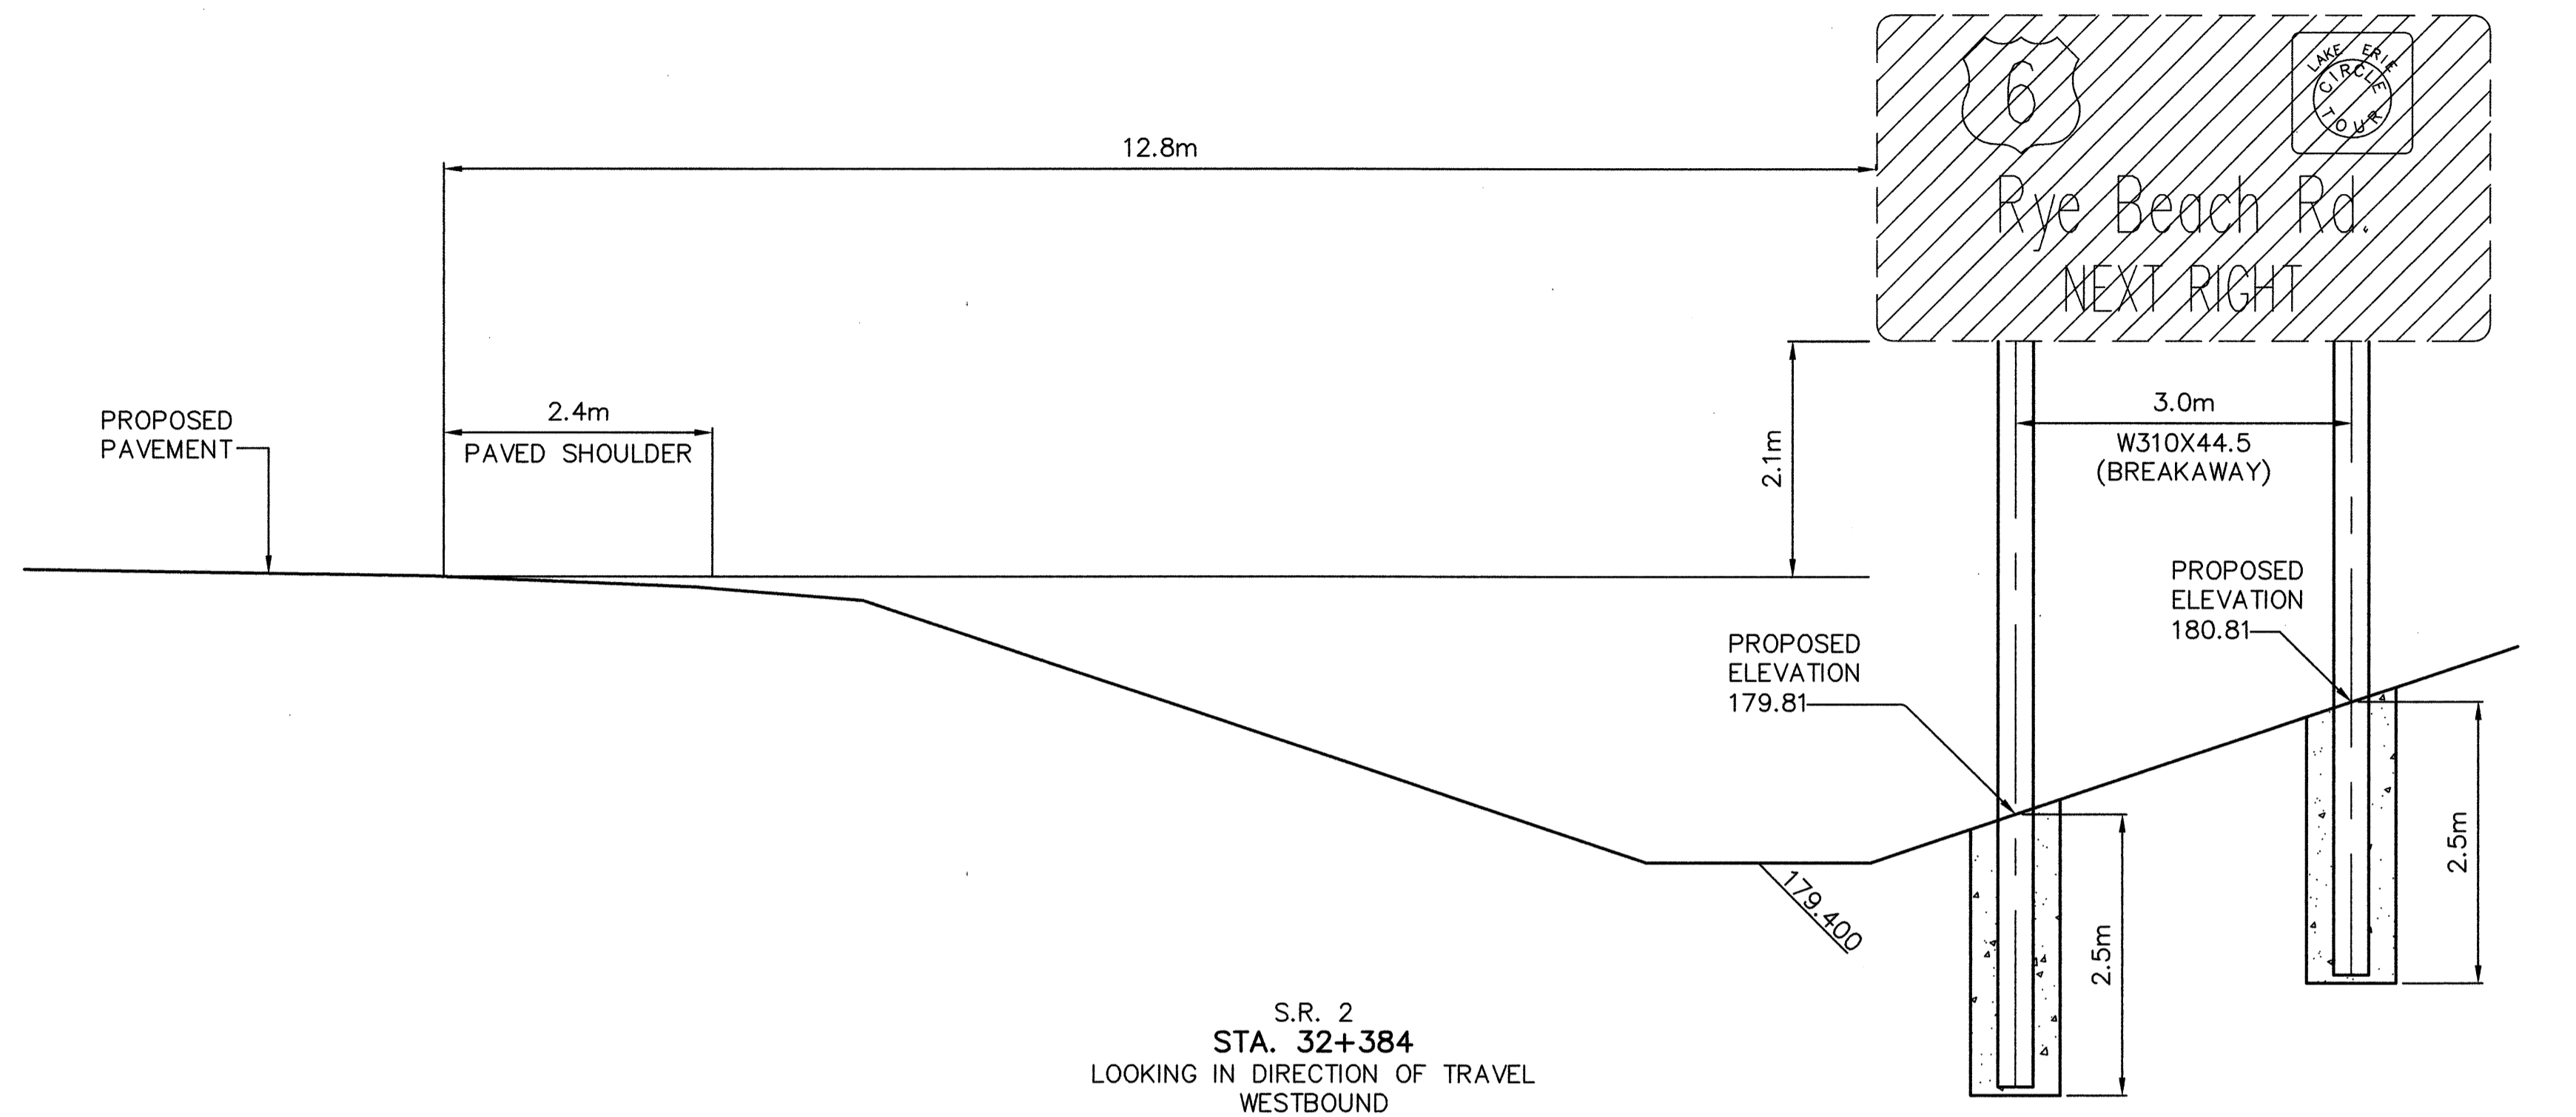 6
LAKE ERIE
CIRCLE
TOUR
Rye Beach Rd.
NEXT RIGHT
12.8m
PROPOSED
PAVEMENT
2.4m
PAVED SHOULDER
2.1m
3.0m
W310X44.5
(BREAKAWAY)
PROPOSED
ELEVATION
180.81
PROPOSED
ELEVATION
179.81
179.400
2.5m
2.5m
S.R. 2
STA. 32+384
LOOKING IN DIRECTION OF TRAVEL
WESTBOUND